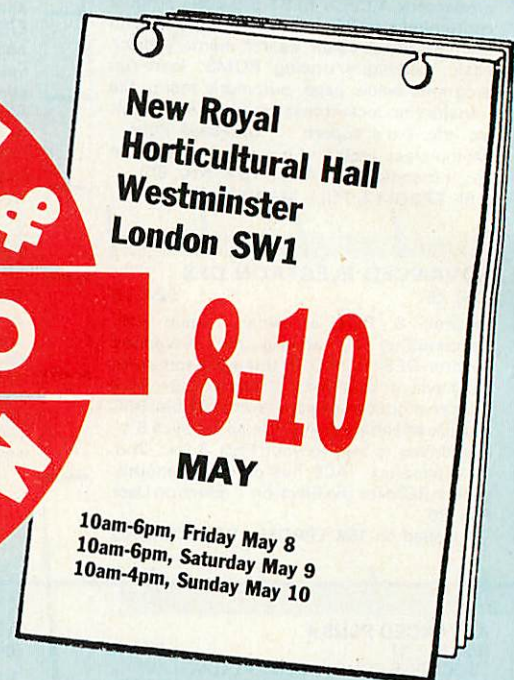 New Royal
Horticultural Hall
Westminster
London SW1
8-10
MAY
10am-6pm, Friday May 8
10am-6pm, Saturday May 9
10am-4pm, Sunday May 10
&